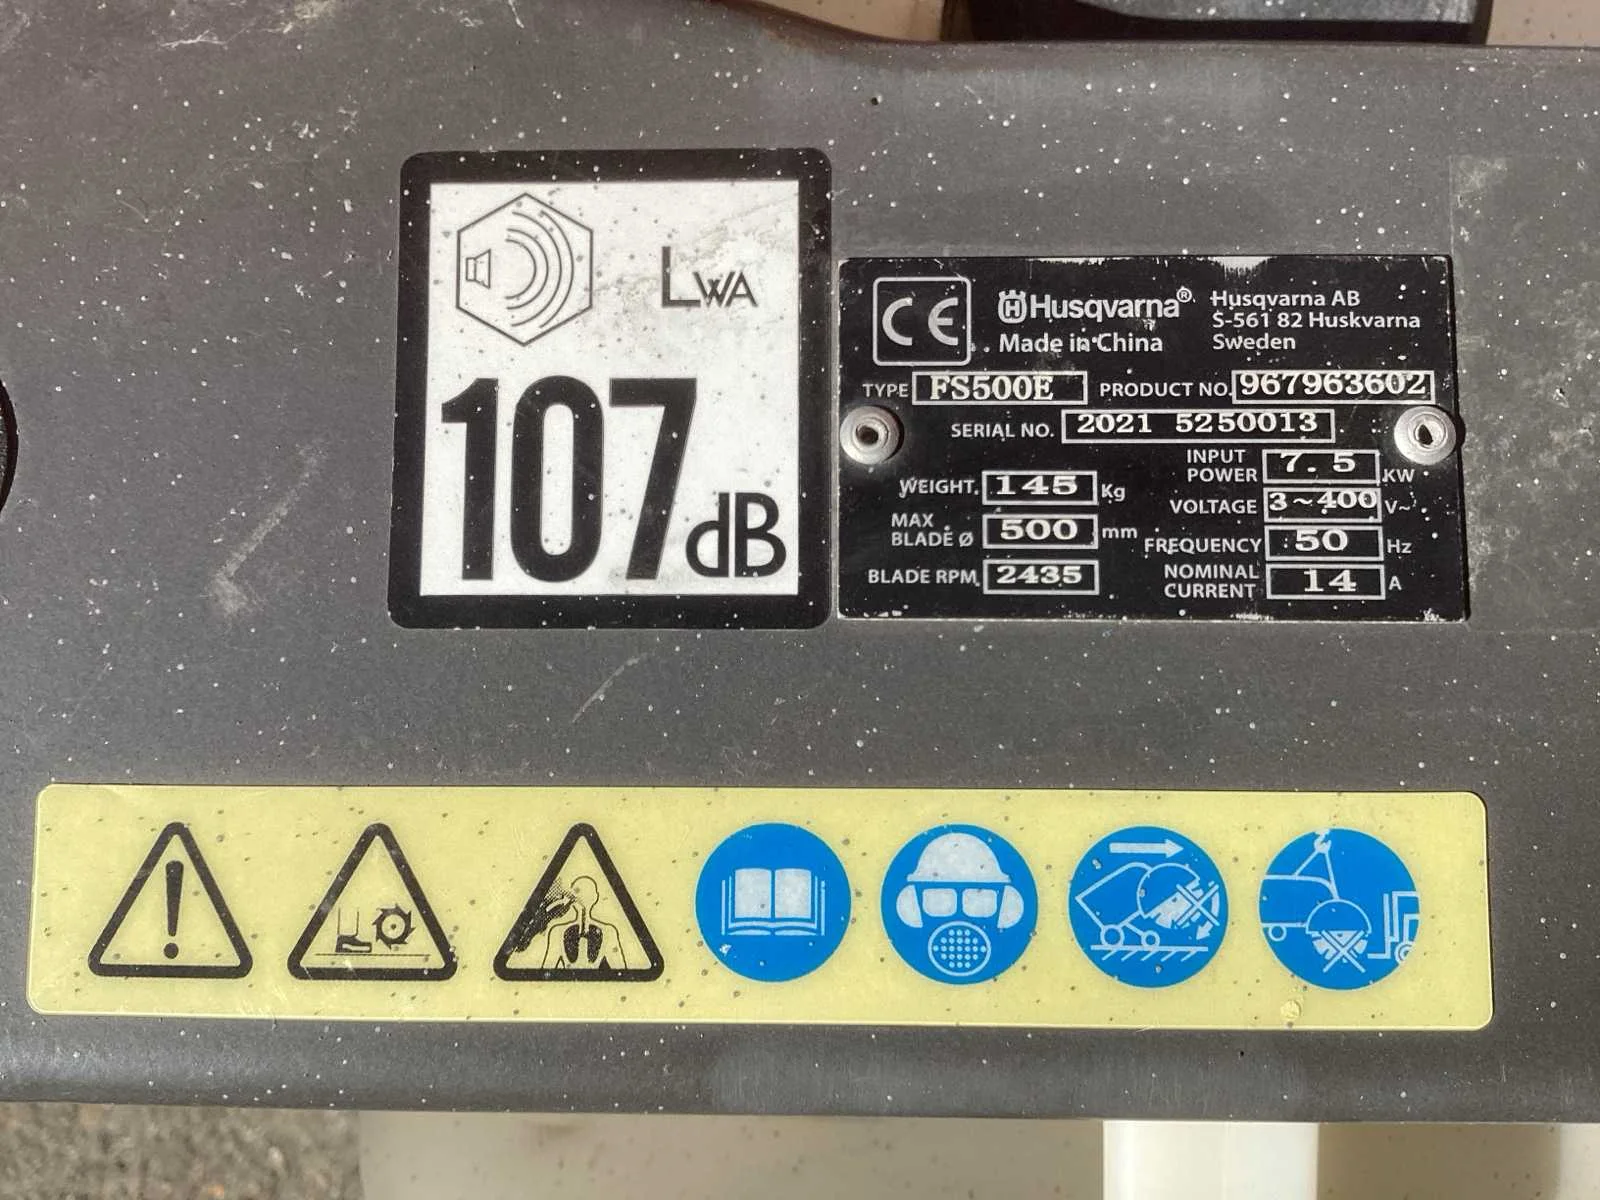 LWA
107dB
CE
Husqvarna®
Made in China
Husqvarna AB
S-561 82 Huskvarna
Sweden
TYPE FS500E PRODUCT NO. 967963602
SERIAL NO. 2021 5250013
WEIGHT. 145 Kg
MAX BLADE Ø 500 mm
BLADE RPM. 2435
INPUT POWER 7.5 KW
VOLTAGE 3~400 V~
FREQUENCY 50 Hz
NOMINAL CURRENT 14 A